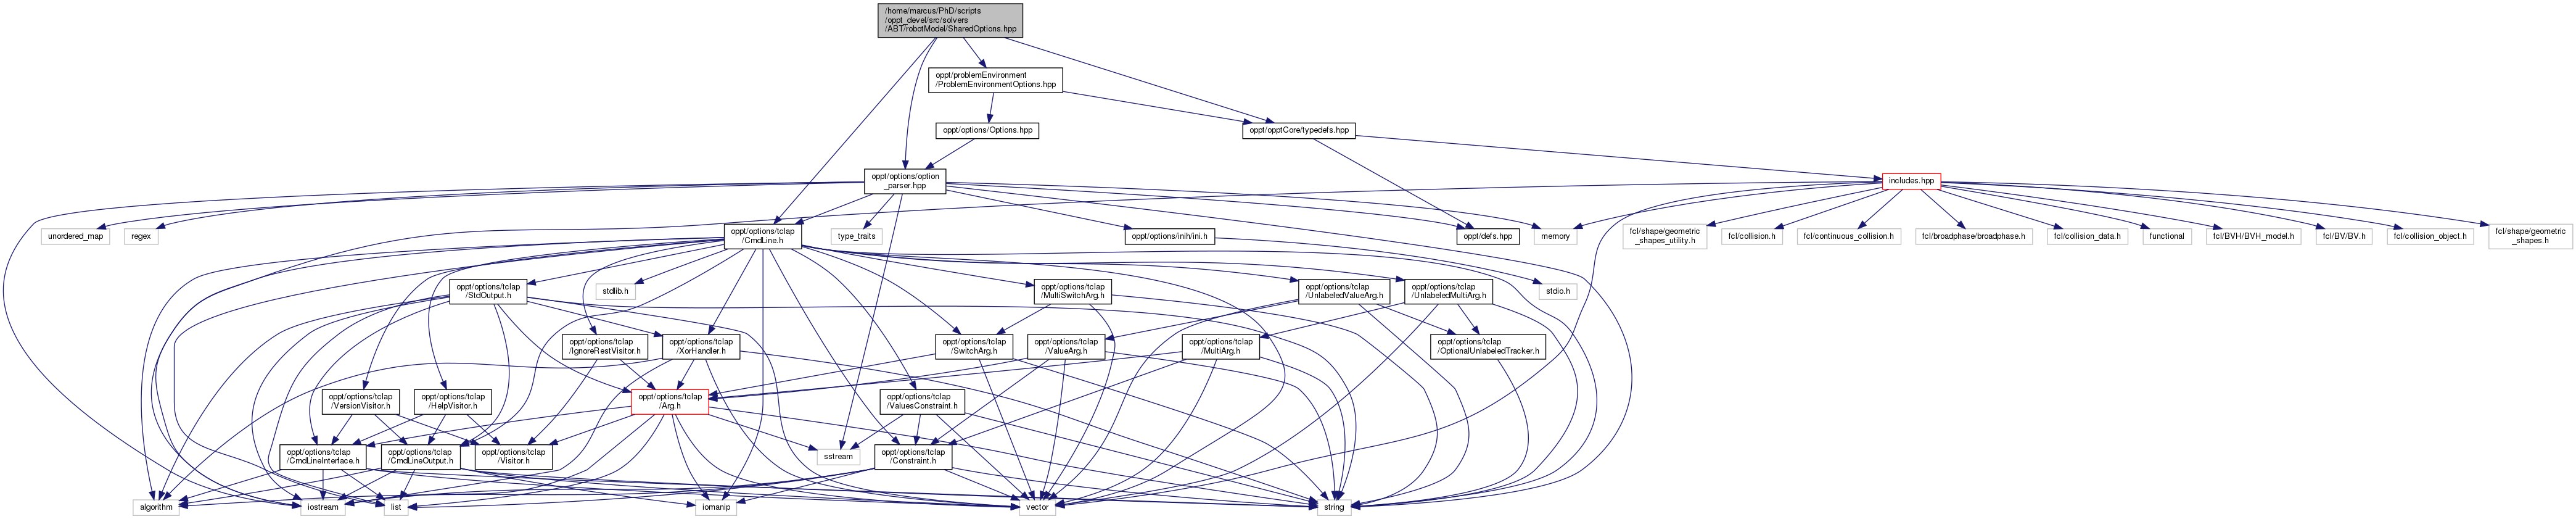 /home/marcus/PhD/scripts
/oppt_devel/src/solvers
/ABT/robotModel/SharedOptions.hpp
oppt/problemEnvironment
/ProblemEnvironmentOptions.hpp
oppt/options/Options.hpp
oppt/opptCore/typedefs.hpp
oppt/options/option
_parser.hpp
includes.hpp
unordered_map
regex
oppt/options/tclap
/CmdLine.h
type_traits
oppt/options/inih/ini.h
oppt/defs.hpp
memory
fcl/shape/geometric
_shapes_utility.h
fcl/collision.h
fcl/continuous_collision.h
fcl/broadphase/broadphase.h
fcl/collision_data.h
functional
fcl/BVH/BVH_model.h
fcl/BV/BV.h
fcl/collision_object.h
fcl/shape/geometric
_shapes.h
oppt/options/tclap
/StdOutput.h
stdlib.h
oppt/options/tclap
/MultiSwitchArg.h
oppt/options/tclap
/UnlabeledValueArg.h
oppt/options/tclap
/UnlabeledMultiArg.h
stdio.h
oppt/options/tclap
/IgnoreRestVisitor.h
oppt/options/tclap
/XorHandler.h
oppt/options/tclap
/SwitchArg.h
oppt/options/tclap
/ValueArg.h
oppt/options/tclap
/MultiArg.h
oppt/options/tclap
/OptionalUnlabeledTracker.h
oppt/options/tclap
/VersionVisitor.h
oppt/options/tclap
/HelpVisitor.h
oppt/options/tclap
/Arg.h
oppt/options/tclap
/ValuesConstraint.h
oppt/options/tclap
/CmdLineInterface.h
oppt/options/tclap
/CmdLineOutput.h
oppt/options/tclap
/Visitor.h
sstream
oppt/options/tclap
/Constraint.h
algorithm
iostream
list
iomanip
vector
string